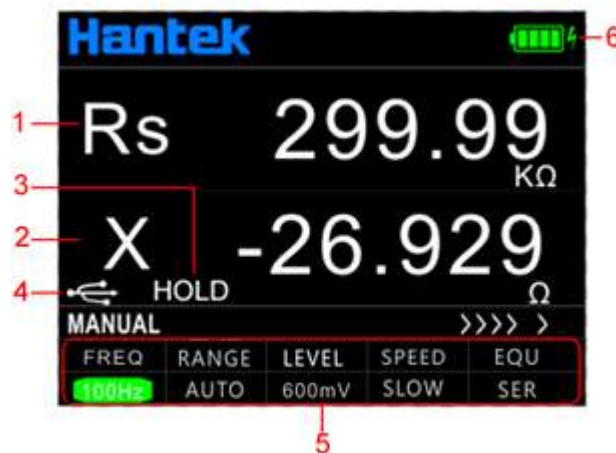 Hantek
6
1 Rs 299.99
KΩ
3
2 X -26.929
4 HOLD Ω
MANUAL >>>> >
FREQ RANGE LEVEL SPEED EQU
100Hz AUTO 600mV SLOW SER
5